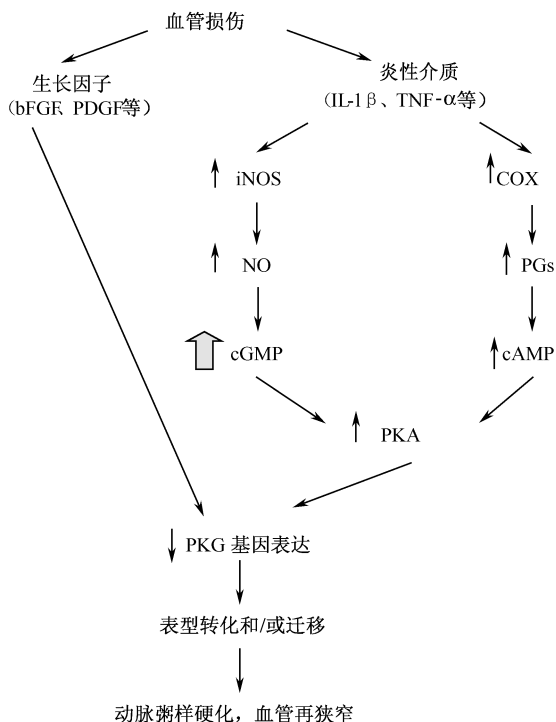 血管损伤
生长因子
（bFGF、PDGF等）
炎性介质
（IL-1β、TNF-α等）
iNOS
COX
NO
PGs
cGMP
cAMP
PKA
PKG 基因表达
表型转化和/或迁移
动脉粥样硬化，血管再狭窄